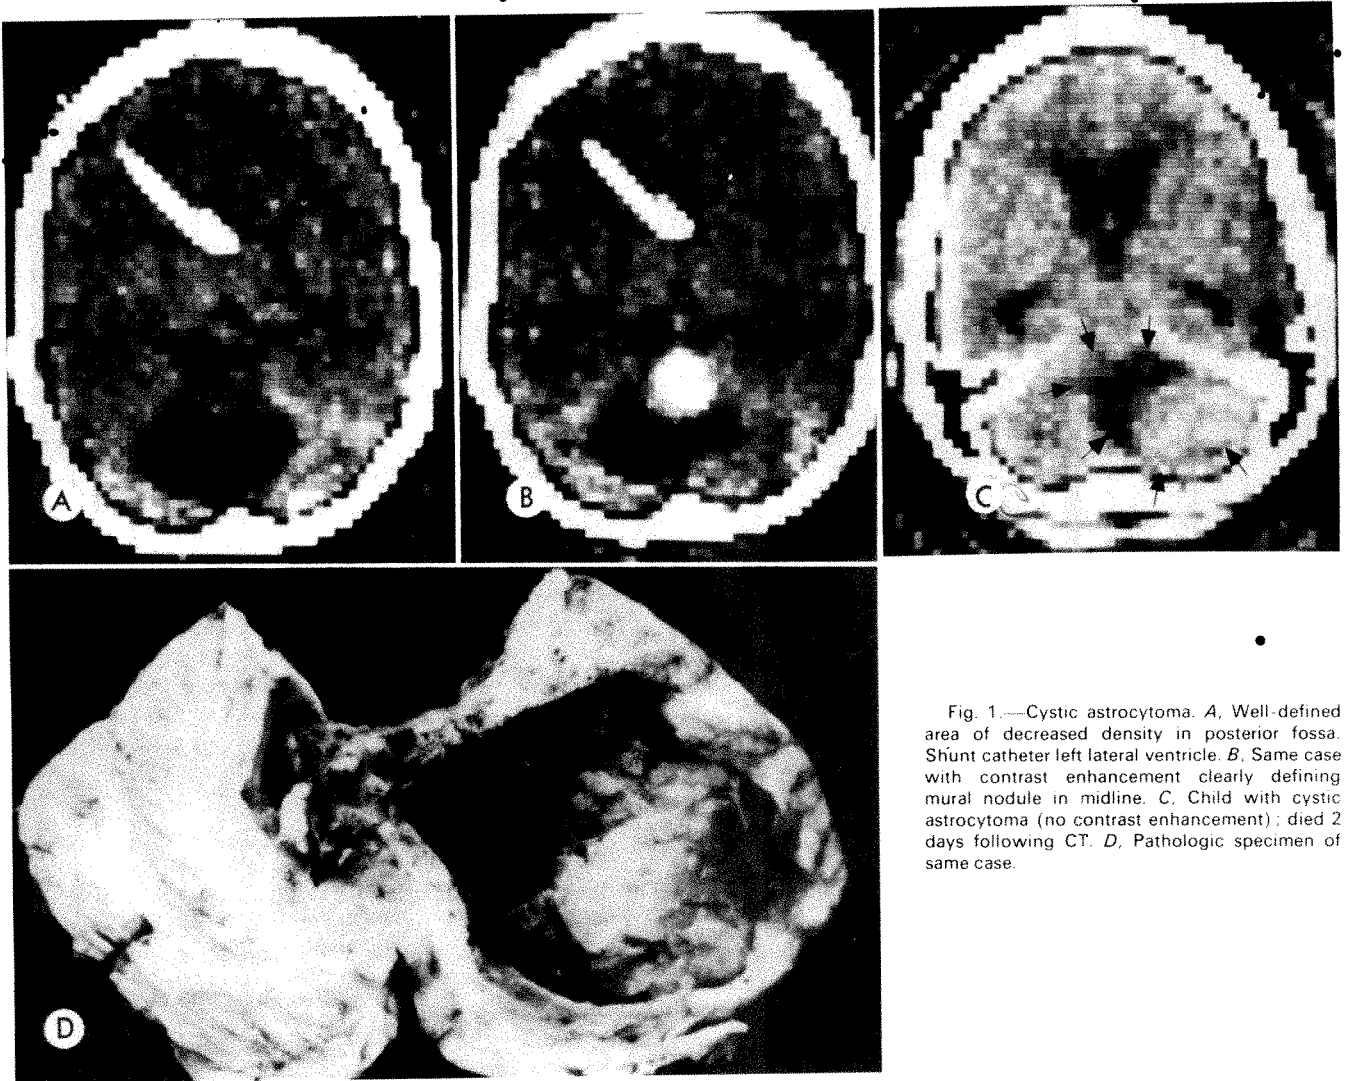 A
B
C
D
Fig. 1.—Cystic astrocytoma. A, Well-defined
area of decreased density in posterior fossa.
Shunt catheter left lateral ventricle. B, Same case
with contrast enhancement clearly defining
mural nodule in midline. C, Child with cystic
astrocytoma (no contrast enhancement) ; died 2
days following CT. D, Pathologic specimen of
same case.